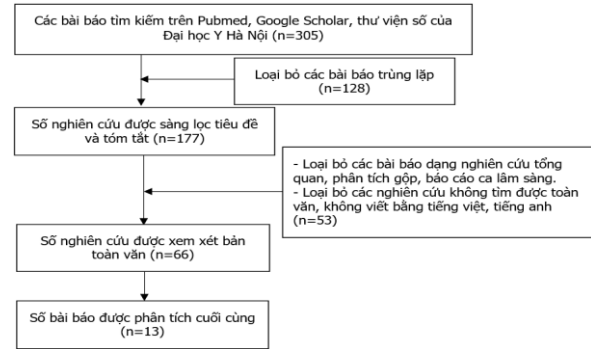 Các bài báo tìm kiếm trên Pubmed, Google Scholar, thư viện số của
Đại học Y Hà Nội (n=305)
Loại bỏ các bài báo trùng lặp
(n=128)
Số nghiên cứu được sàng lọc tiêu đề
và tóm tắt (n=177)
- Loại bỏ các bài báo dạng nghiên cứu tổng
quan, phân tích gộp, báo cáo ca lâm sàng.
- Loại bỏ các nghiên cứu không tìm được toàn
văn, không viết bằng tiếng việt, tiếng anh
(n=53)
Số nghiên cứu được xem xét bản
toàn văn (n=66)
Số bài báo được phân tích cuối cùng
(n=13)